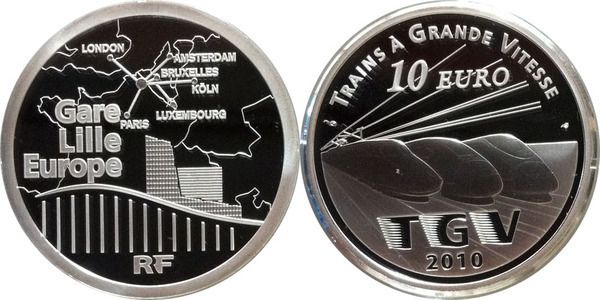 LONDON
AMSTERDAM
BRUXELLES
KÖLN
LUXEMBOURG
PARIS
Gare
Lille
Europe
RF
TRAINS À GRANDE VITESSE
10 EURO
TGV
2010